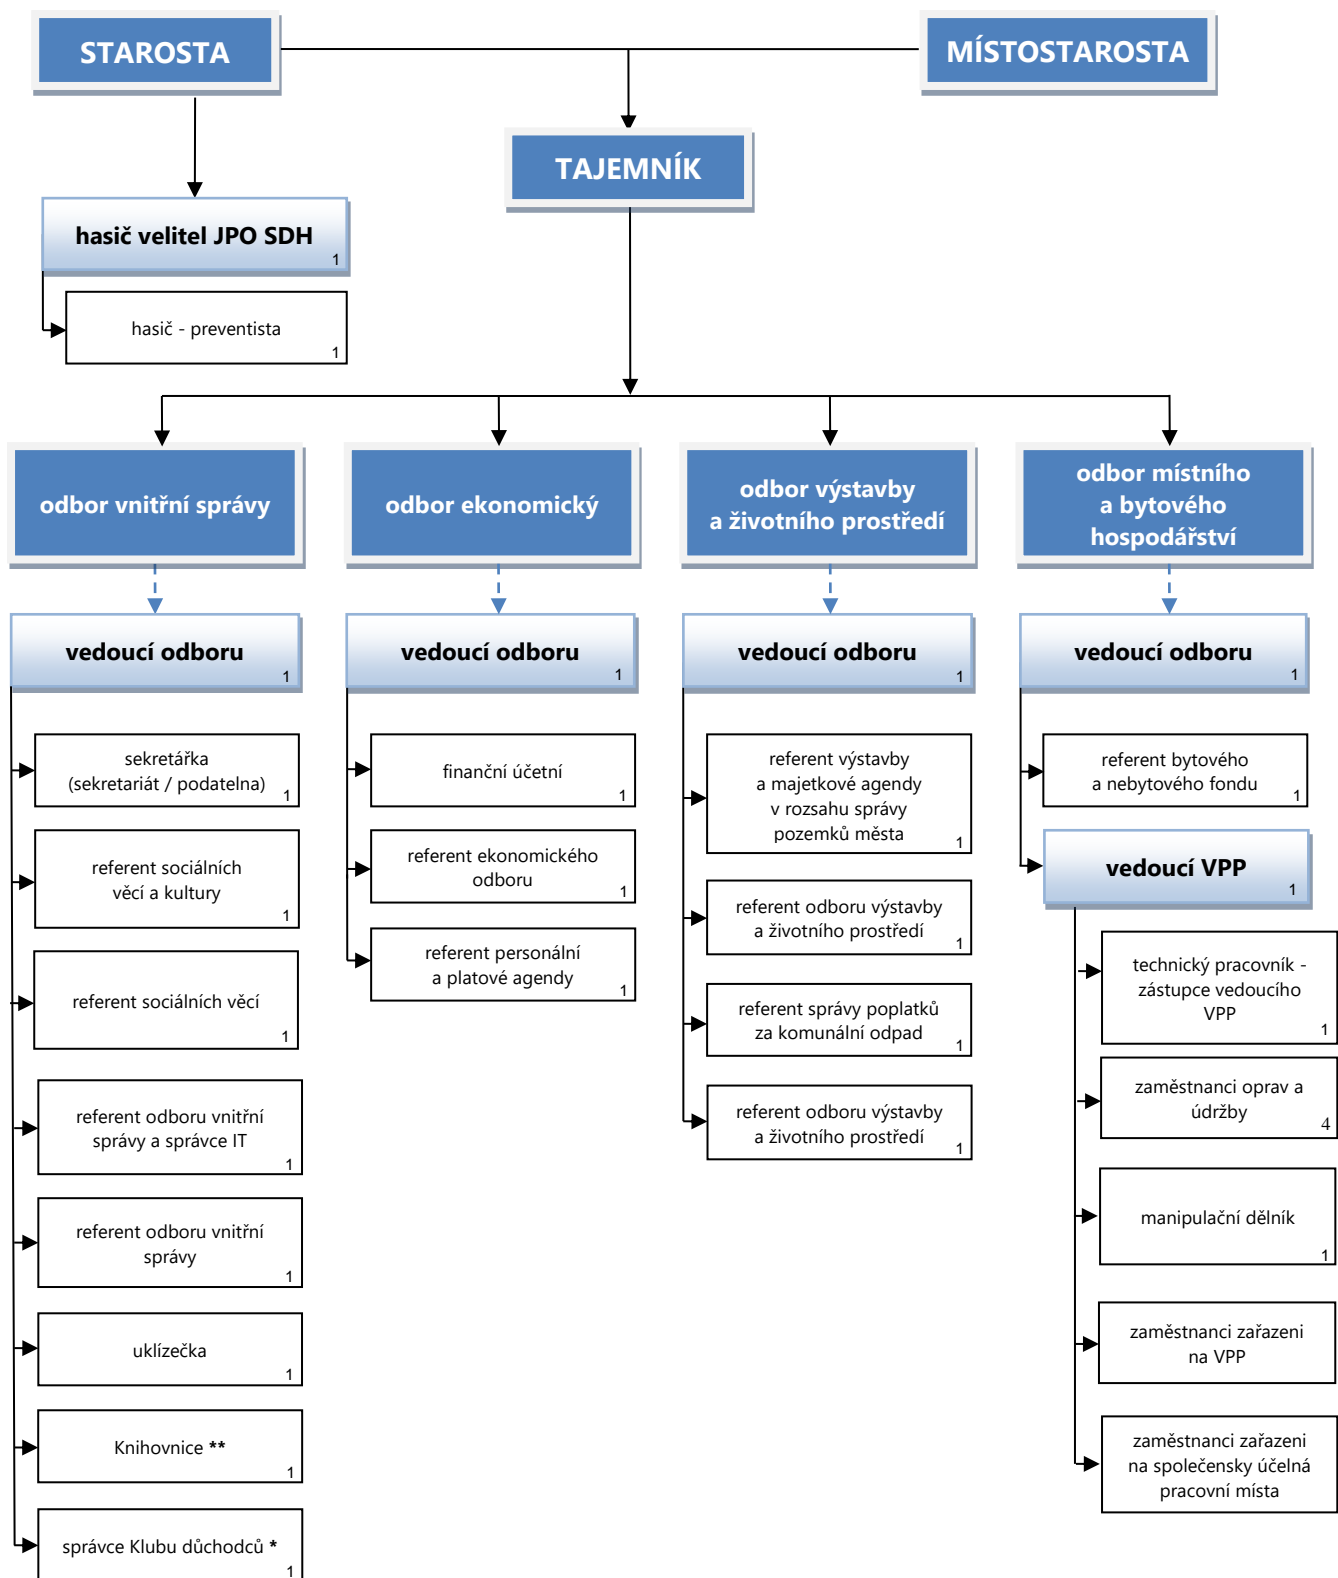 STAROSTA
MÍSTOSTAROSTA
TAJEMNÍK
hasič velitel JPO SDH
1
hasič - preventista
1
odbor vnitřní správy
vedoucí odboru
1
sekretářka
(sekretariát / podatelna)
1
referent sociálních
věcí a kultury
1
referent sociálních věcí
1
referent odboru vnitřní
správy a správce IT
1
referent odboru vnitřní
správy
1
uklízečka
1
Knihovnice **
1
správce Klubu důchodců *
1
odbor ekonomický
vedoucí odboru
1
finanční účetní
1
referent ekonomického
odboru
1
referent personální
a platové agendy
1
odbor výstavby
a životního prostředí
vedoucí odboru
1
referent výstavby
a majetkové agendy
v rozsahu správy
pozemků města
1
referent odboru výstavby
a životního prostředí
1
referent správy poplatků
za komunální odpad
1
referent odboru výstavby
a životního prostředí
1
odbor místního
a bytového
hospodářství
vedoucí odboru
1
referent bytového
a nebytového fondu
1
vedoucí VPP
1
technický pracovník -
zástupce vedoucího
VPP
1
zaměstnanci oprav a
údržby
4
manipulační dělník
1
zaměstnanci zařazeni
na VPP
zaměstnanci zařazeni
na společensky účelná
pracovní místa